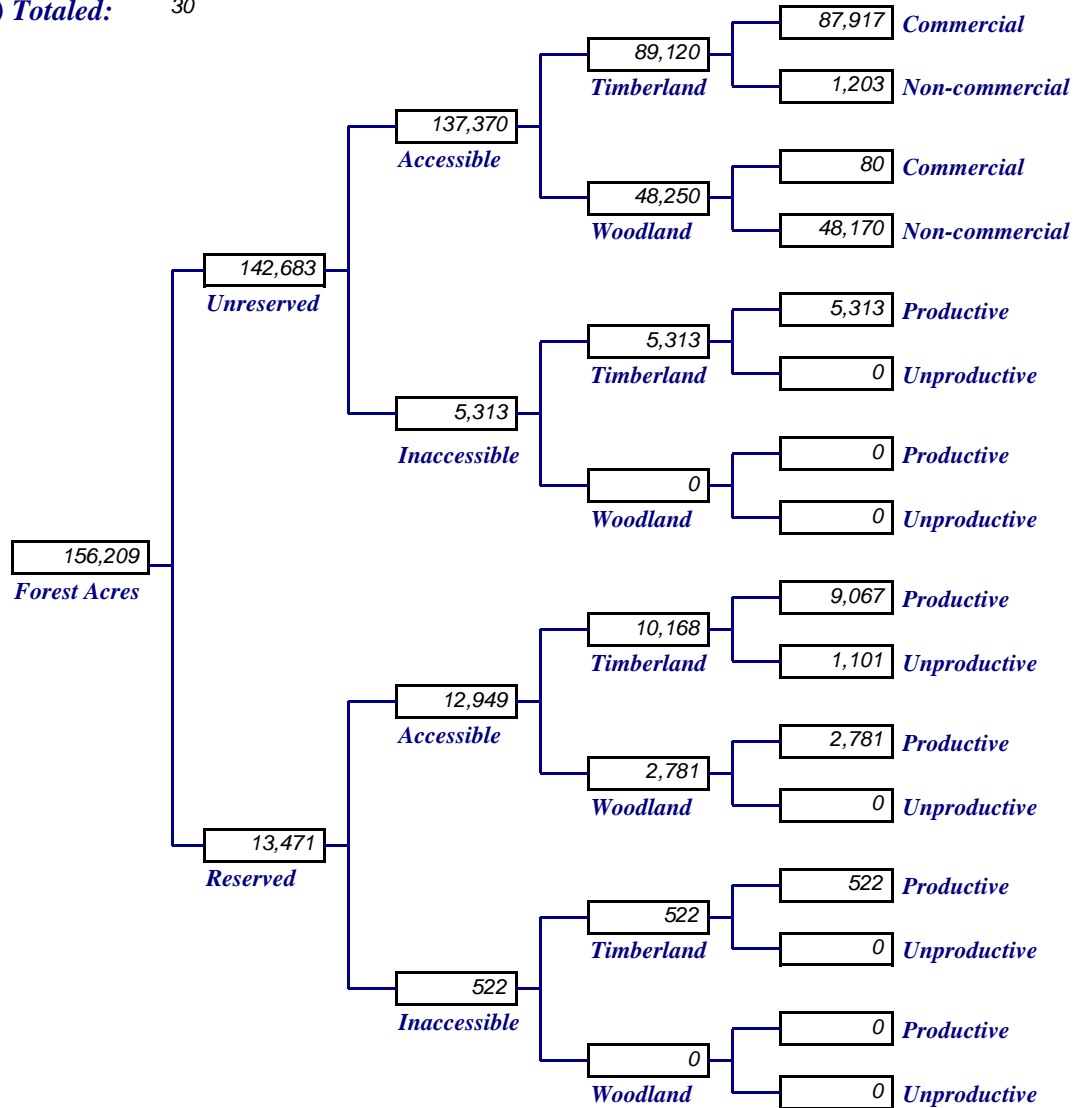 ) Totaled: 30
87,917 Commercial
89,120
Timberland
1,203 Non-commercial
137,370
Accessible
80 Commercial
48,250
Woodland
48,170 Non-commercial
142,683
Unreserved
5,313 Productive
5,313
Timberland
0 Unproductive
5,313
Inaccessible
0 Productive
0
Woodland
0 Unproductive
156,209
Forest Acres
9,067 Productive
10,168
Timberland
1,101 Unproductive
12,949
Accessible
2,781 Productive
2,781
Woodland
0 Unproductive
13,471
Reserved
522 Productive
522
Timberland
0 Unproductive
522
Inaccessible
0 Productive
0
Woodland
0 Unproductive